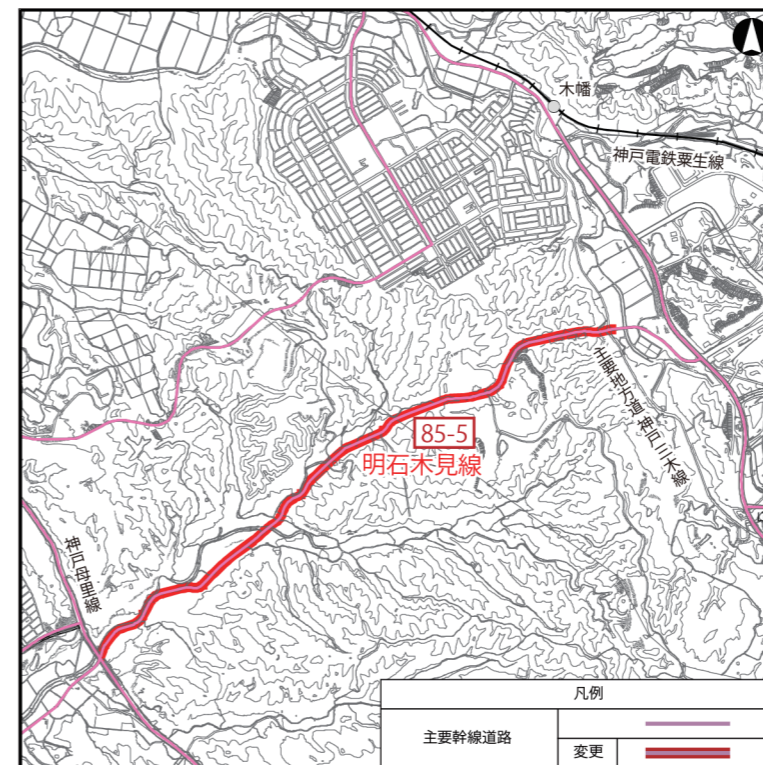 木幡
神戸電鉄粟生線
主要地方道 神戸三木線
85-5
明石木見線
神戸母里線
凡例
主要幹線道路
変更